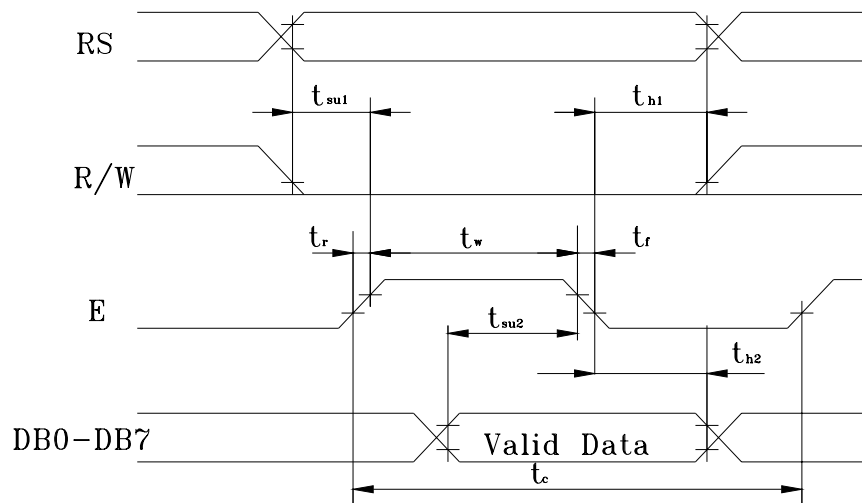 RS
tsu1
th1
R/W
tr
tw
tf
E
tsu2
th2
DB0-DB7
Valid Data
tc